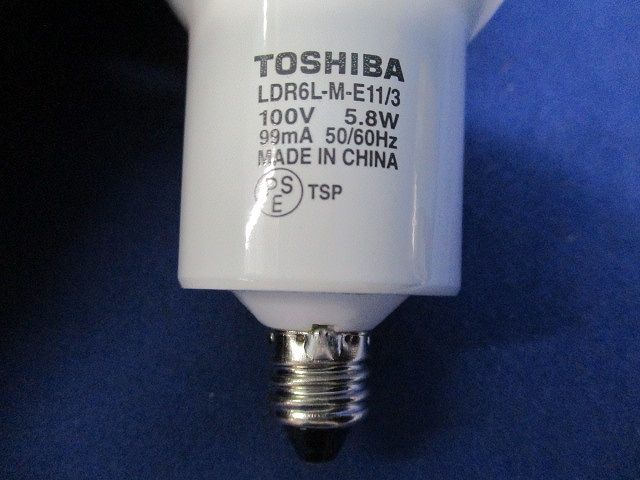 TOSHIBA
LDR6L-M-E11/3
100V 5.8W
99mA 50/60Hz
MADE IN CHINA
PS
E
TSP